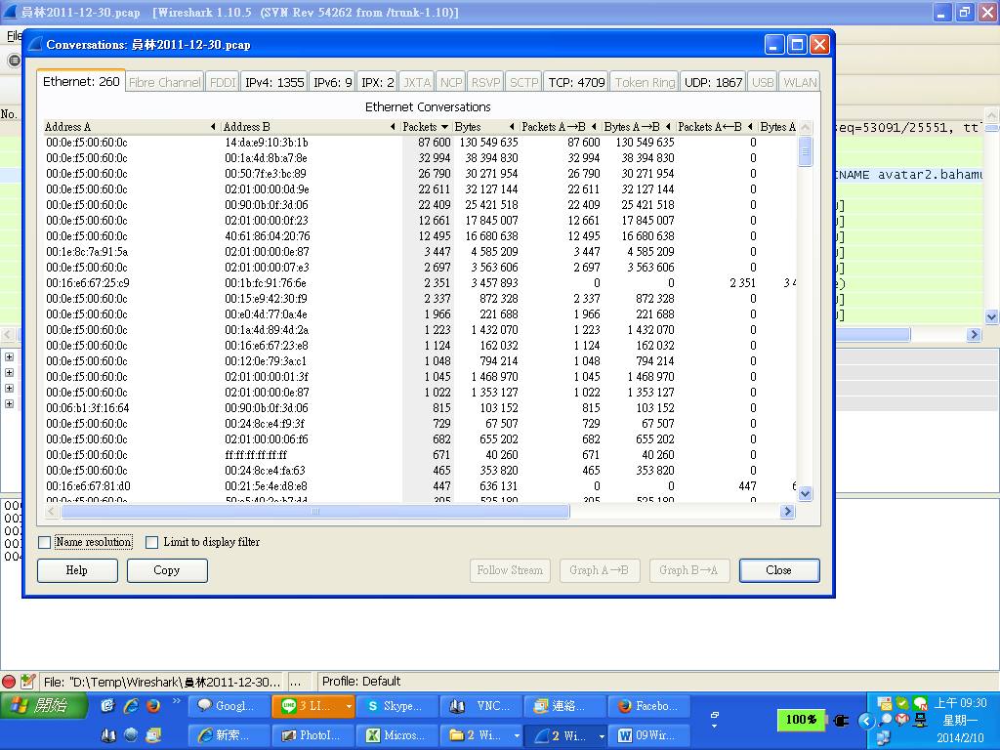 員林2011-12-30.pcap [Wireshark 1.10.5 (SVN Rev 54262 from /trunk-1.10)]
File
Conversations: 員林2011-12-30.pcap
Ethernet: 260 Fibre Channel FDDI IPv4: 1355 IPv6: 9 IPX: 2 JXTA NCP RSVP SCTP TCP: 4709 Token Ring UDP: 1867 USB WLAN
Ethernet Conversations
No.
seq=53091/25551, ttl
CNAME avatar2.bahamu
Address A Address B Packets Bytes Packets A→B Bytes A→B Packets A←B Bytes A
00:0e:f5:00:60:0c 14:da:e9:10:3b:1b 87 600 130 549 635 87 600 130 549 635 0
00:0e:f5:00:60:0c 00:1a:4d:8b:a7:8e 32 994 38 394 830 32 994 38 394 830 0
00:0e:f5:00:60:0c 00:50:7f:e3:bc:89 26 790 30 271 954 26 790 30 271 954 0
00:0e:f5:00:60:0c 02:01:00:00:0d:9e 22 611 32 127 144 22 611 32 127 144 0
00:0e:f5:00:60:0c 00:90:0b:0f:3d:06 22 409 25 421 518 22 409 25 421 518 0
00:0e:f5:00:60:0c 02:01:00:00:0f:23 12 661 17 845 007 12 661 17 845 007 0
00:0e:f5:00:60:0c 40:61:86:04:20:76 12 495 16 680 638 12 495 16 680 638 0
00:1e:8c:7a:91:5a 02:01:00:00:0e:87 3 447 4 585 209 3 447 4 585 209 0
00:0e:f5:00:60:0c 02:01:00:00:07:e3 2 697 3 563 606 2 697 3 563 606 0
00:16:e6:67:25:c9 00:1b:fc:91:76:6e 2 351 3 457 893 0 0 2 351 3 4
00:0e:f5:00:60:0c 00:15:e9:42:30:f9 2 337 872 328 2 337 872 328 0
00:0e:f5:00:60:0c 00:e0:4d:77:0a:4e 1 966 221 688 1 966 221 688 0
00:0e:f5:00:60:0c 00:1a:4d:89:4d:2a 1 223 1 432 070 1 223 1 432 070 0
00:0e:f5:00:60:0c 00:16:e6:67:23:e8 1 124 162 032 1 124 162 032 0
00:0e:f5:00:60:0c 00:12:0e:79:3a:c1 1 048 794 214 1 048 794 214 0
00:0e:f5:00:60:0c 02:01:00:00:01:3f 1 045 1 468 970 1 045 1 468 970 0
00:0e:f5:00:60:0c 02:01:00:00:0e:87 1 022 1 353 127 1 022 1 353 127 0
00:06:b1:3f:16:64 00:90:0b:0f:3d:06 815 103 152 815 103 152 0
00:0e:f5:00:60:0c 00:24:8c:e4:f9:3f 729 67 507 729 67 507 0
00:0e:f5:00:60:0c 02:01:00:00:06:f6 682 655 202 682 655 202 0
00:0e:f5:00:60:0c ff:ff:ff:ff:ff:ff 671 40 260 671 40 260 0
00:0e:f5:00:60:0c 00:24:8c:e4:fa:63 465 353 820 465 353 820 0
00:16:e6:67:81:d0 00:21:5e:4e:d8:e8 447 636 131 0 0 447 6
Name resolution Limit to display filter
Help Copy Follow Stream Graph A→B Graph B→A Close
File: "D:\Temp\Wireshark\員林2011-12-30... ... Profile: Default
開始 Googl... 3 LI... Skype... VNC... 連絡... Facebo...
新索... PhotoI... Micros... 2 Wi... 2 Wi... 09Wir...
100%
上午 09:30
星期一
2014/2/10